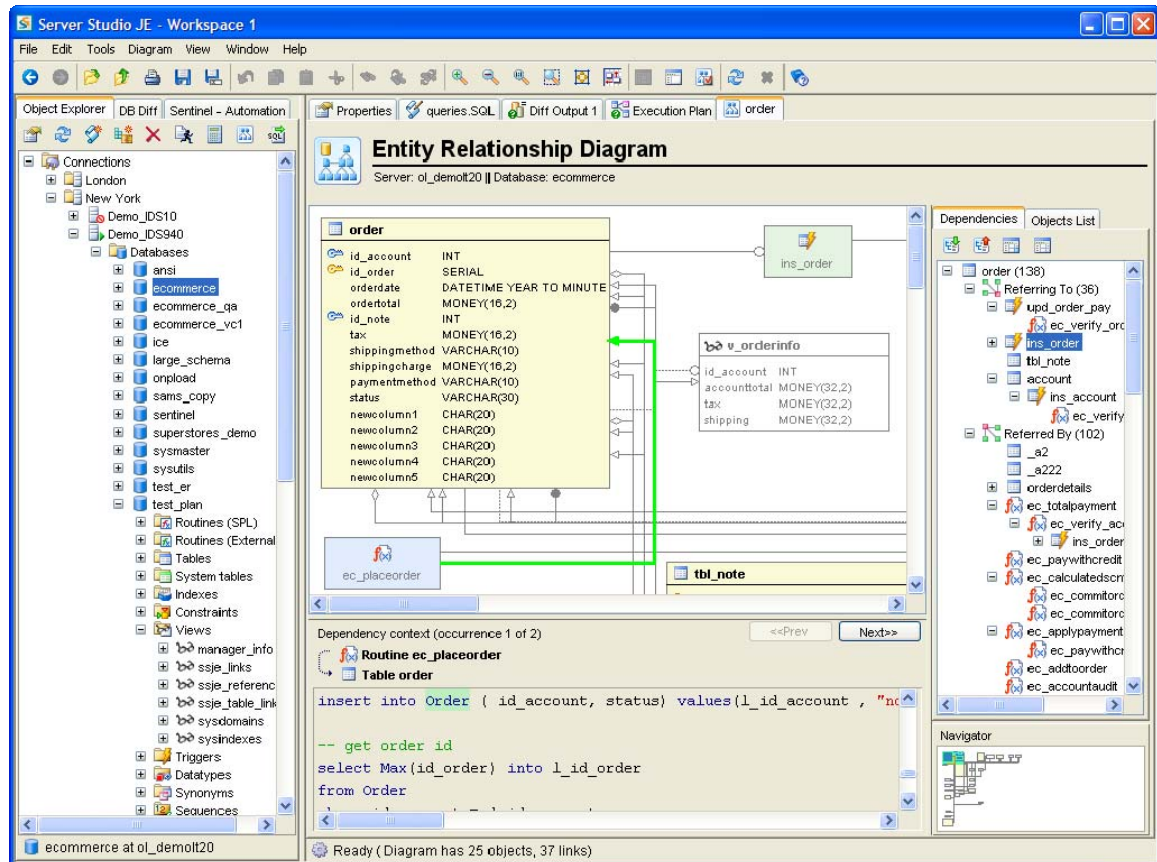 Server Studio JE - Workspace 1
File Edit Tools Diagram View Window Help
Object Explorer DB Diff Sentinel - Automation
Connections
London
New York
Demo_IDS10
Demo_IDS940
Databases
ansi
ecommerce
ecommerce_qa
ecommerce_vc1
ice
large_schema
onpload
sams_copy
sentinel
superstores_demo
sysmaster
sysutils
test_er
test_plan
Routines (SPL)
Routines (External
Tables
System tables
Indexes
Constraints
Views
manager_info
ssje_links
ssje_referenc
ssje_table_link
sysdomains
sysindexes
Triggers
Datatypes
Synonyms
Sequences
ecommerce at ol_demolt20
Properties queries.SQL Diff Output 1 Execution Plan order
Entity Relationship Diagram
Server: ol_demolt20 || Database: ecommerce
order
id_account INT
id_order SERIAL
orderdate DATETIME YEAR TO MINUTE
ordertotal MONEY(16,2)
id_note INT
tax MONEY(16,2)
shippingmethod VARCHAR(10)
shippingcharge MONEY(16,2)
paymentmethod VARCHAR(10)
status VARCHAR(30)
newcolumn1 CHAR(20)
newcolumn2 CHAR(20)
newcolumn3 CHAR(20)
newcolumn4 CHAR(20)
newcolumn5 CHAR(20)
ins_order
v_orderinfo
id_account INT
accounttotal MONEY(32,2)
tax MONEY(32,2)
shipping MONEY(32,2)
ec_placeorder
tbl_note
Dependency context (occurrence 1 of 2)
<<Prev Next>>
Routine ec_placeorder
Table order
insert into Order ( id_account, status) values(l_id_account , "no
-- get order id
select Max(id_order) into l_id_order
from Order
Ready ( Diagram has 25 objects, 37 links)
Dependencies Objects List
order (138)
Referring To (36)
upd_order_pay
ec_verify_orc
ins_order
tbl_note
account
ins_account
ec_verify
Referred By (102)
_a2
_a222
orderdetails
ec_totalpayment
ec_verify_acc
ins_order
ec_paywithcredit
ec_calculatedscn
ec_commitorc
ec_commitorc
ec_applypayment
ec_paywithcr
ec_addtoorder
ec_accountaudit
Navigator